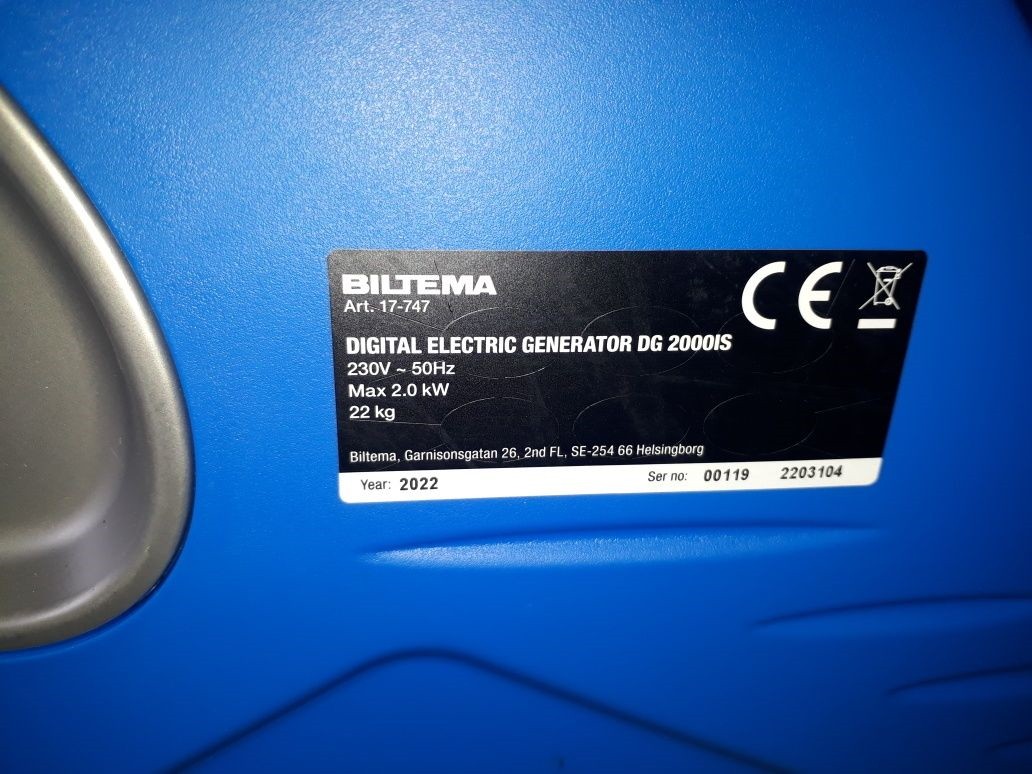 BILTEMA
Art. 17-747
CE
DIGITAL ELECTRIC GENERATOR DG 2000IS
230V ~ 50Hz
Max 2.0 kW
22 kg
Biltema, Garnisonsgatan 26, 2nd FL, SE-254 66 Helsingborg
Year: 2022 Ser no: 00119 2203104